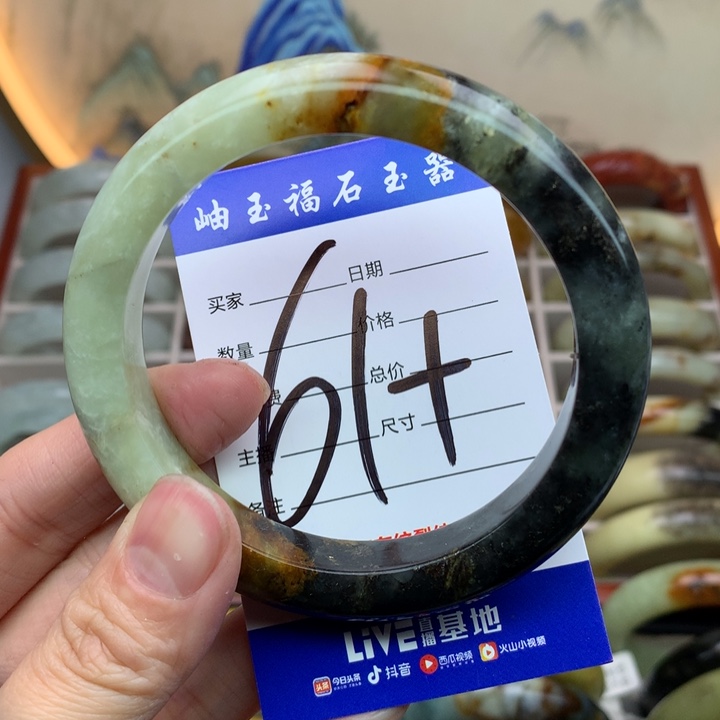 岫玉福石玉器
买家 日期
数量 价格
总价
主播 尺寸
备注
61+
LiVE直播基地
今日头条 抖音 西瓜视频 火山小视频